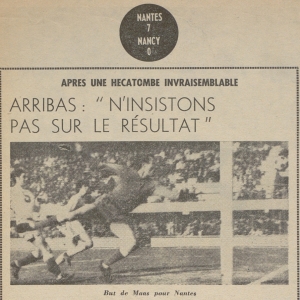 NANTES
7
NANCY
0
APRES UNE HECATOMBE INVRAISEMBLABLE
ARRIBAS : " N'INSISTONS
PAS SUR LE RÉSULTAT "
But de Mons pour Nantes